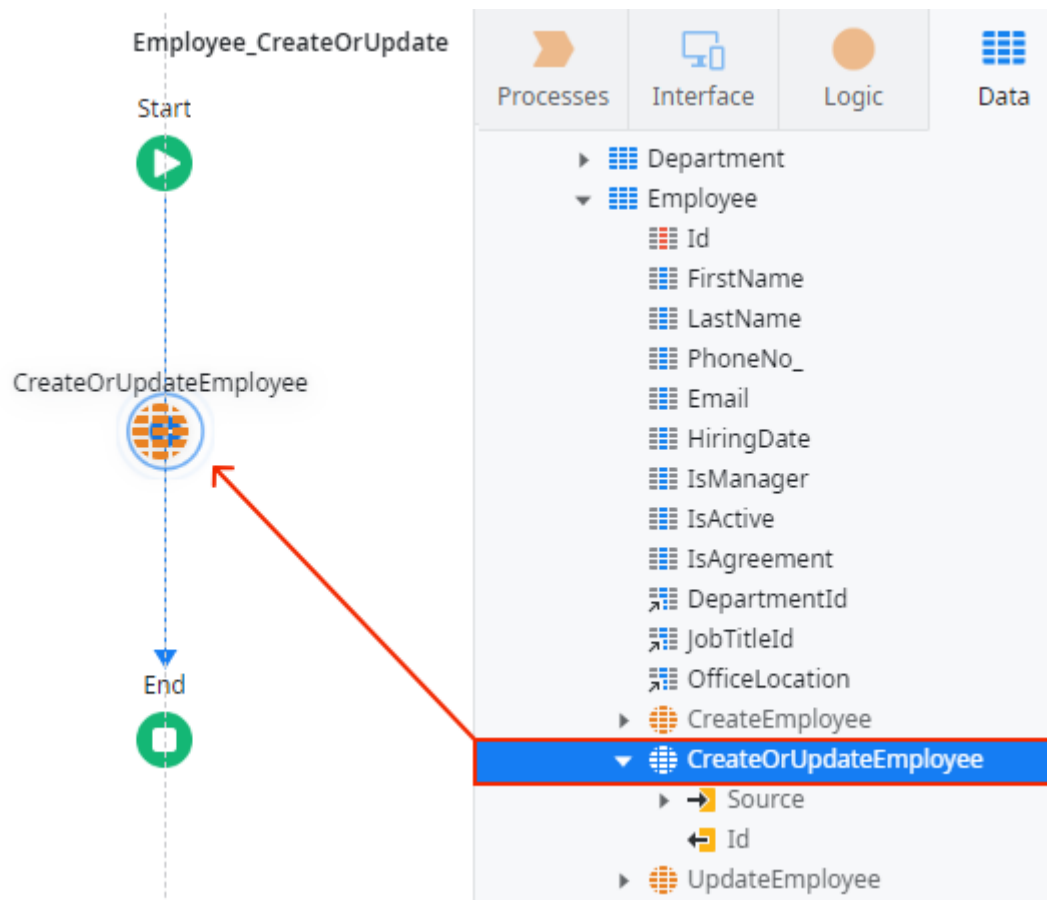 Employee_CreateOrUpdate
Start
CreateOrUpdateEmployee
End
Processes
Interface
Logic
Data
Department
Employee
Id
FirstName
LastName
PhoneNo_
Email
HiringDate
IsManager
IsActive
IsAgreement
DepartmentId
JobTitleId
OfficeLocation
CreateEmployee
CreateOrUpdateEmployee
Source
Id
UpdateEmployee